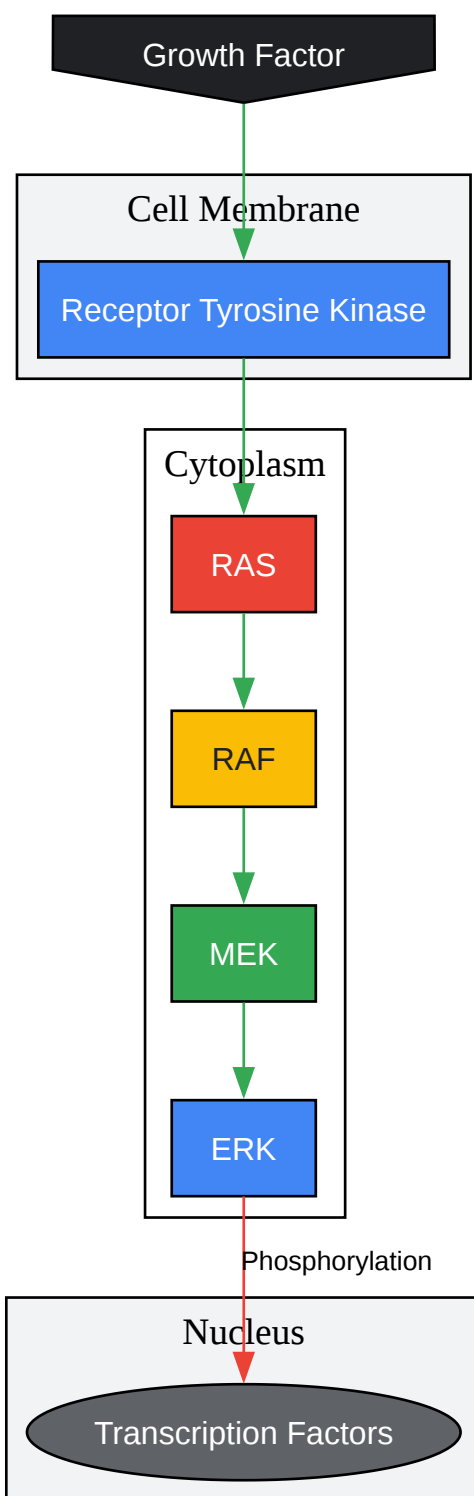 Growth Factor
Cell Membrane
Receptor Tyrosine Kinase
Cytoplasm
RAS
RAF
MEK
ERK
Phosphorylation
Nucleus
Transcription Factors